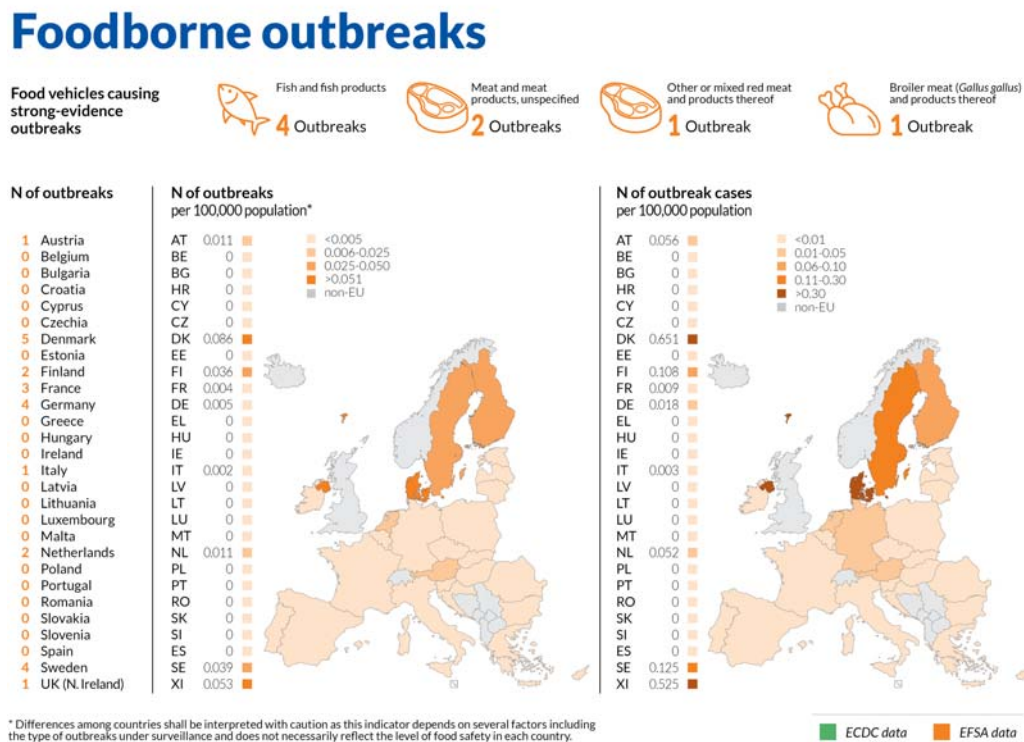 Foodborne outbreaks
Food vehicles causing
strong-evidence
outbreaks
Fish and fish products
4 Outbreaks
Meat and meat
products, unspecified
2 Outbreaks
Other or mixed red meat
and products thereof
1 Outbreak
Broiler meat (Gallus gallus)
and products thereof
1 Outbreak
N of outbreaks
1 Austria
0 Belgium
0 Bulgaria
0 Croatia
0 Cyprus
0 Czechia
5 Denmark
0 Estonia
2 Finland
3 France
4 Germany
0 Greece
0 Hungary
0 Ireland
1 Italy
0 Latvia
0 Lithuania
0 Luxembourg
0 Malta
2 Netherlands
0 Poland
0 Portugal
0 Romania
0 Slovakia
0 Slovenia
0 Spain
4 Sweden
1 UK (N. Ireland)
N of outbreaks
per 100,000 population*
AT 0.011
BE 0
BG 0
HR 0
CY 0
CZ 0
DK 0.086
EE 0
FI 0.036
FR 0.004
DE 0.005
EL 0
HU 0
IE 0
IT 0.002
LV 0
LT 0
LU 0
MT 0
NL 0.011
PL 0
PT 0
RO 0
SK 0
SI 0
ES 0
SE 0.039
XI 0.053
<0.005
0.006-0.025
0.025-0.050
>0.051
non-EU
N of outbreak cases
per 100,000 population
AT 0.056
BE 0
BG 0
HR 0
CY 0
CZ 0
DK 0.651
EE 0
FI 0.108
FR 0.009
DE 0.018
EL 0
HU 0
IE 0
IT 0.003
LV 0
LT 0
LU 0
MT 0
NL 0.052
PL 0
PT 0
RO 0
SK 0
SI 0
ES 0
SE 0.125
XI 0.525
<0.01
0.01-0.05
0.06-0.10
0.11-0.30
>0.30
non-EU
* Differences among countries shall be interpreted with caution as this indicator depends on several factors including
the type of outbreaks under surveillance and does not necessarily reflect the level of food safety in each country.
ECDC data
EFSA data